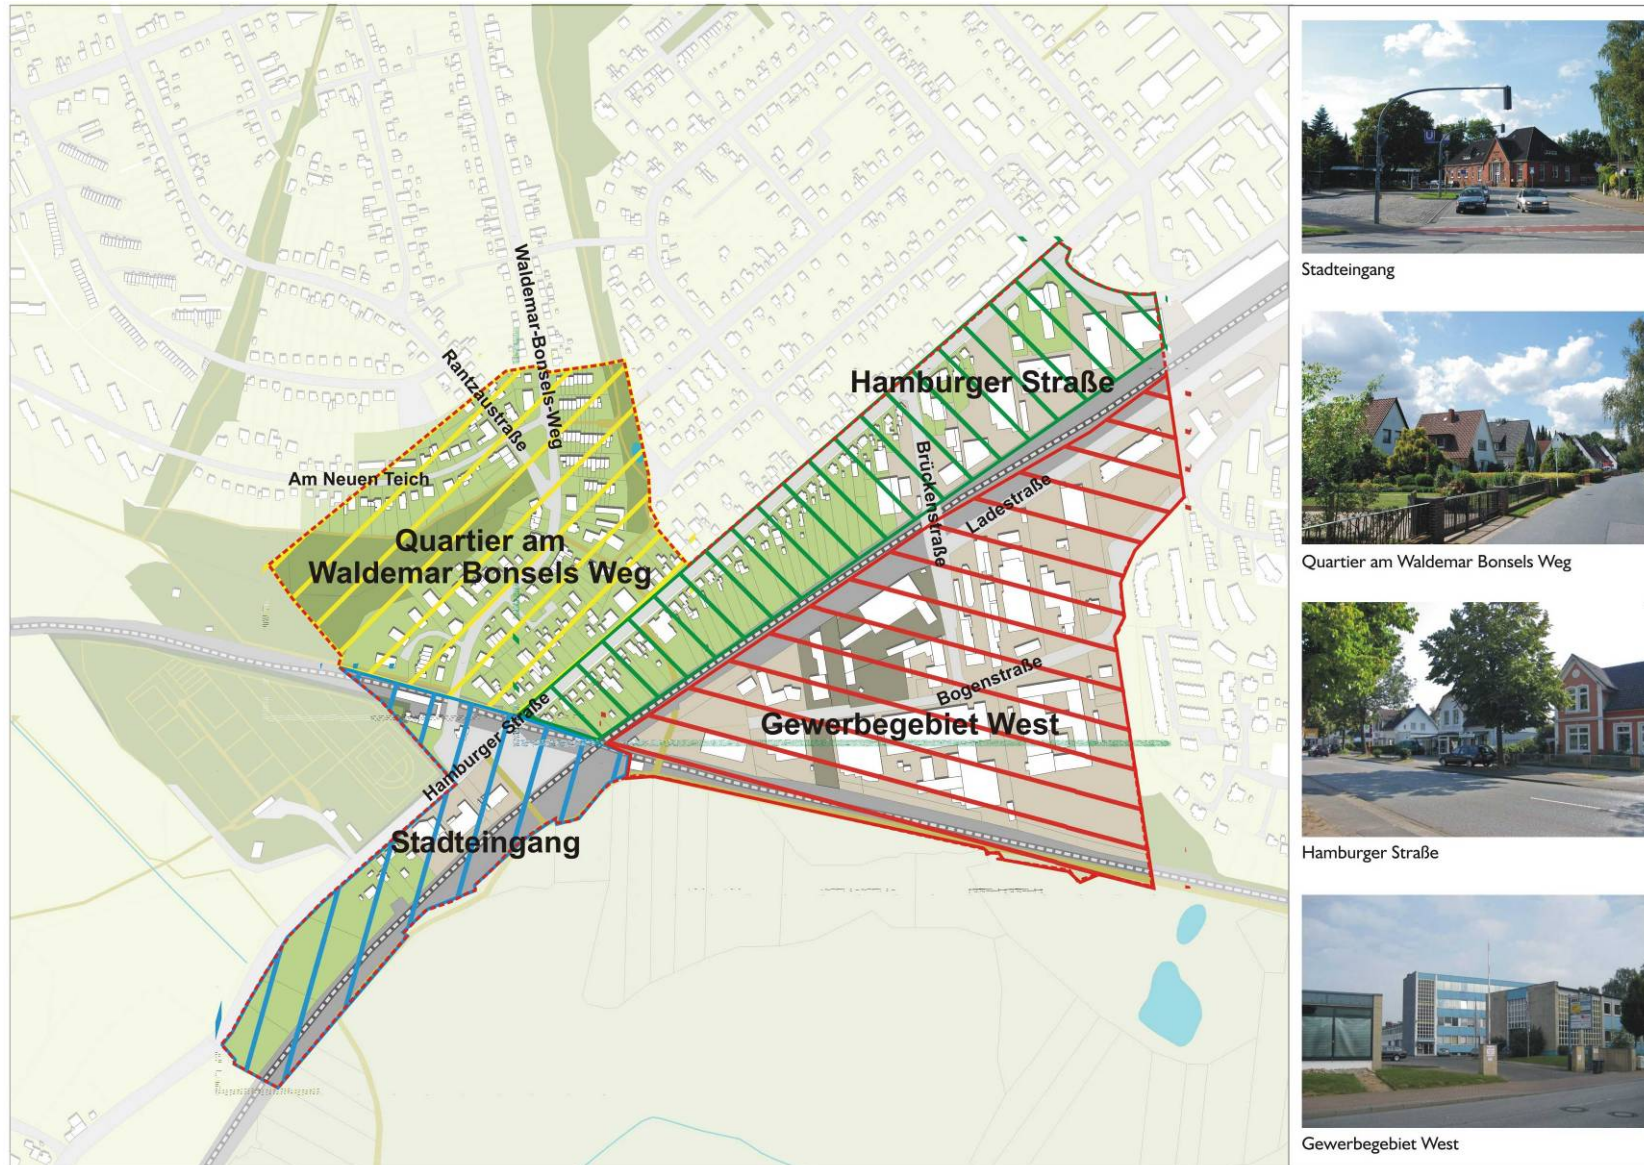 Waldemar-Bonsels-Weg
Rantzaustraße
Am Neuen Teich
Quartier am
Waldemar Bonsels Weg
Hamburger Straße
Brückenstraße
Ladestraße
Bogenstraße
Gewerbegebiet West
Hamburger Straße
Stadteingang
U
Stadteingang
Quartier am Waldemar Bonsels Weg
Hamburger Straße
Gewerbegebiet West